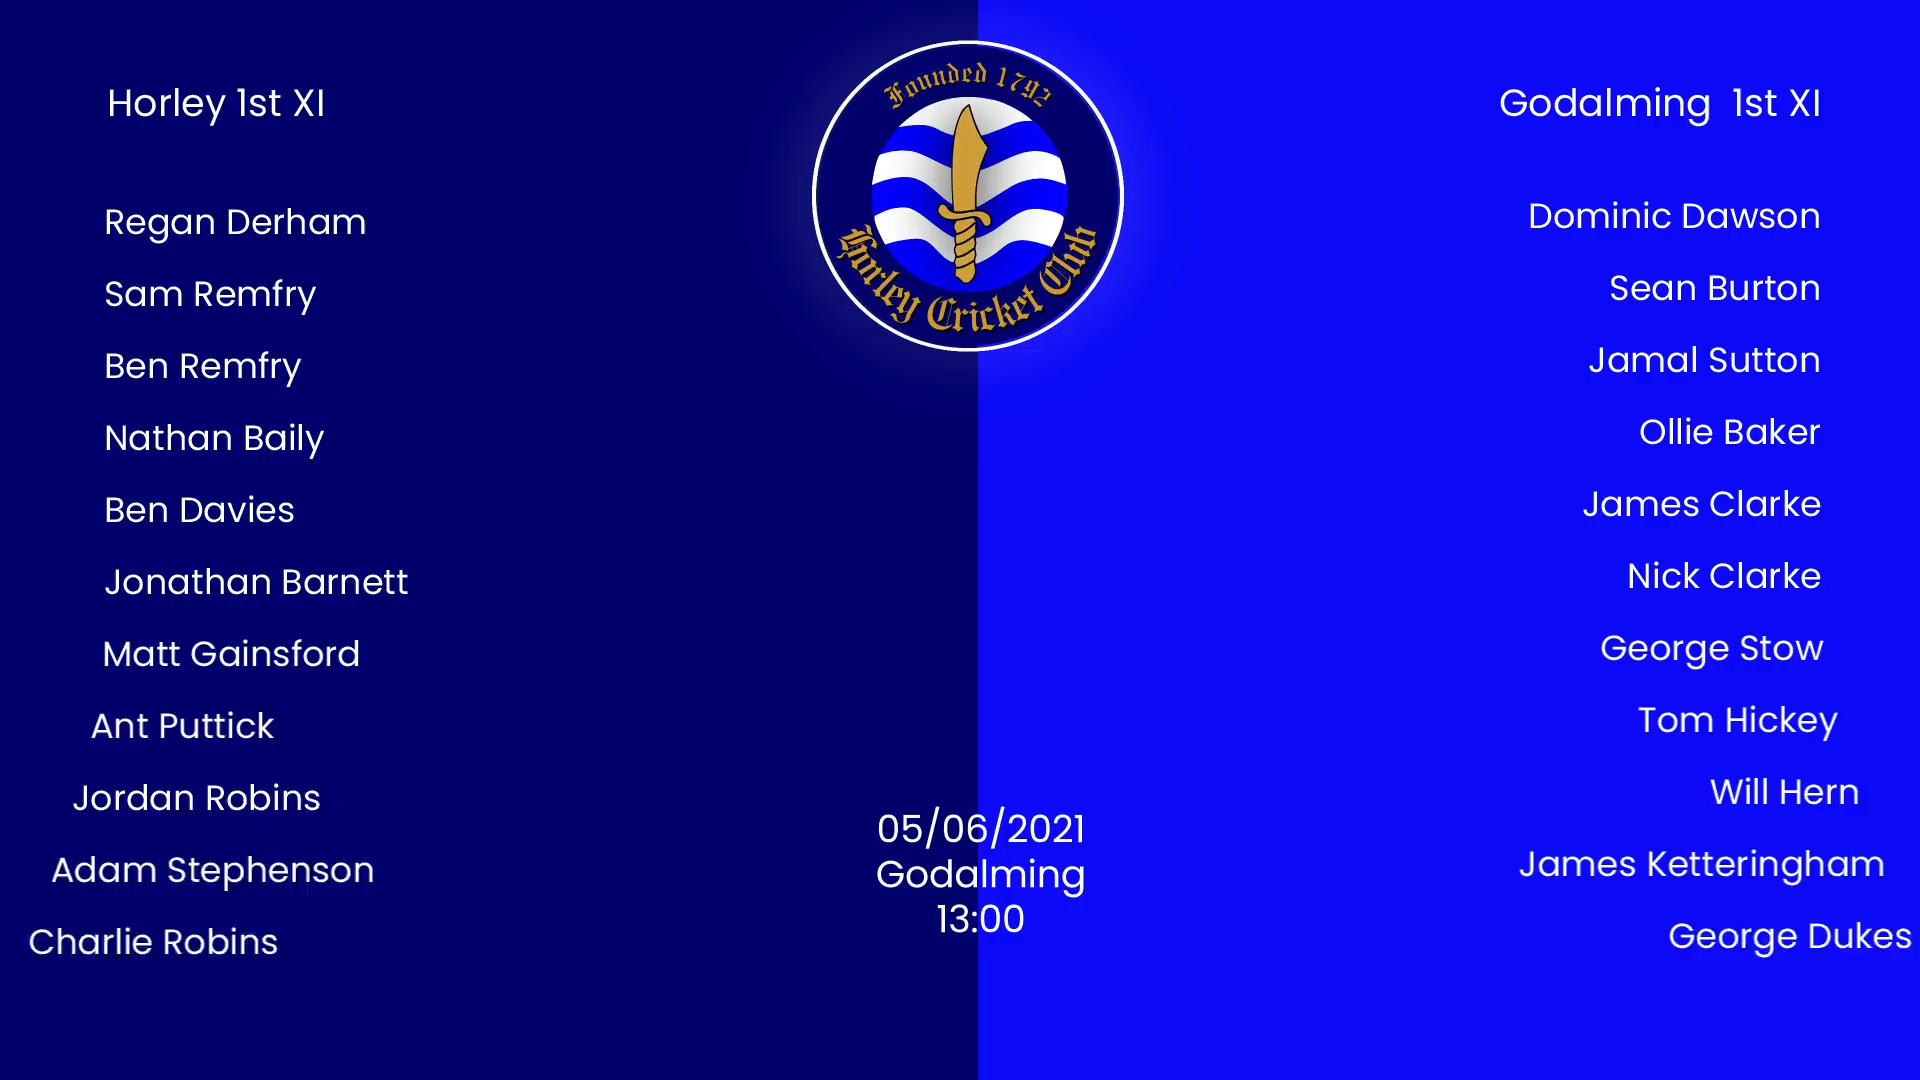 Founded 1792
Horley Cricket Club
Horley 1st XI
Regan Derham
Sam Remfry
Ben Remfry
Nathan Baily
Ben Davies
Jonathan Barnett
Matt Gainsford
Ant Puttick
Jordan Robins
Adam Stephenson
Charlie Robins
Godalming 1st XI
Dominic Dawson
Sean Burton
Jamal Sutton
Ollie Baker
James Clarke
Nick Clarke
George Stow
Tom Hickey
Will Hern
James Ketteringham
George Dukes
05/06/2021
Godalming
13:00